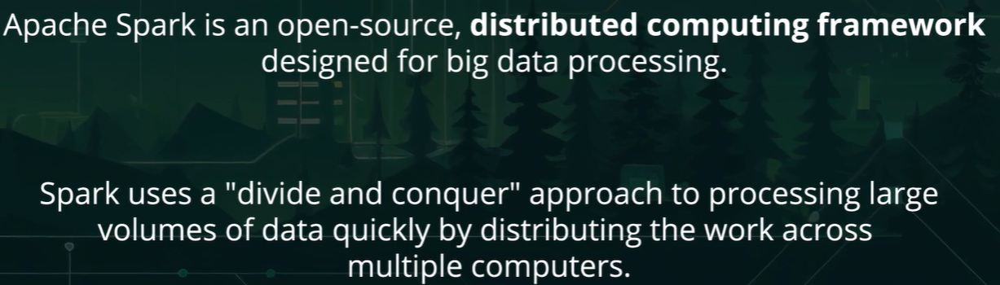 Apache Spark is an open-source, distributed computing framework
designed for big data processing.
Spark uses a "divide and conquer" approach to processing large
volumes of data quickly by distributing the work across
multiple computers.